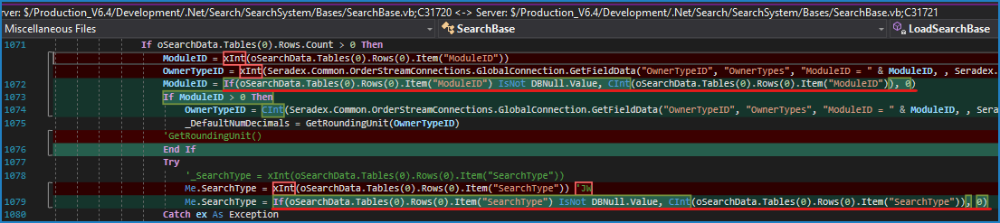 erver: $/Production_V6.4/Development/.Net/Search/SearchSystem/Bases/SearchBase.vb;C31720 <-> Server: $/Production_V6.4/Development/.Net/Search/SearchSystem/Bases/SearchBase.vb;C31721
Miscellaneous Files SearchBase LoadSearchBase
1071 If oSearchData.Tables(0).Rows.Count > 0 Then
ModuleID = xInt(oSearchData.Tables(0).Rows(0).Item("ModuleID"))
OwnerTypeID = xInt(Seradex.Common.OrderStreamConnections.GlobalConnection.GetFieldData("OwnerTypeID", "OwnerTypes", "ModuleID = " & ModuleID, , Seradex.
1072 ModuleID = If(oSearchData.Tables(0).Rows(0).Item("ModuleID") IsNot DBNull.Value, CInt(oSearchData.Tables(0).Rows(0).Item("ModuleID")), 0)
1073 If ModuleID > 0 Then
1074 OwnerTypeID = CInt(Seradex.Common.OrderStreamConnections.GlobalConnection.GetFieldData("OwnerTypeID", "OwnerTypes", "ModuleID = " & ModuleID, , Sera
1075 _DefaultNumDecimals = GetRoundingUnit(OwnerTypeID)
'GetRoundingUnit()
1076 End If
1077 Try
1078 '_SearchType = xInt(oSearchData.Tables(0).Rows(0).Item("SearchType"))
Me.SearchType = xInt(oSearchData.Tables(0).Rows(0).Item("SearchType")) 'JW
1079 Me.SearchType = If(oSearchData.Tables(0).Rows(0).Item("SearchType") IsNot DBNull.Value, CInt(oSearchData.Tables(0).Rows(0).Item("SearchType")), 0)
1080 Catch ex As Exception